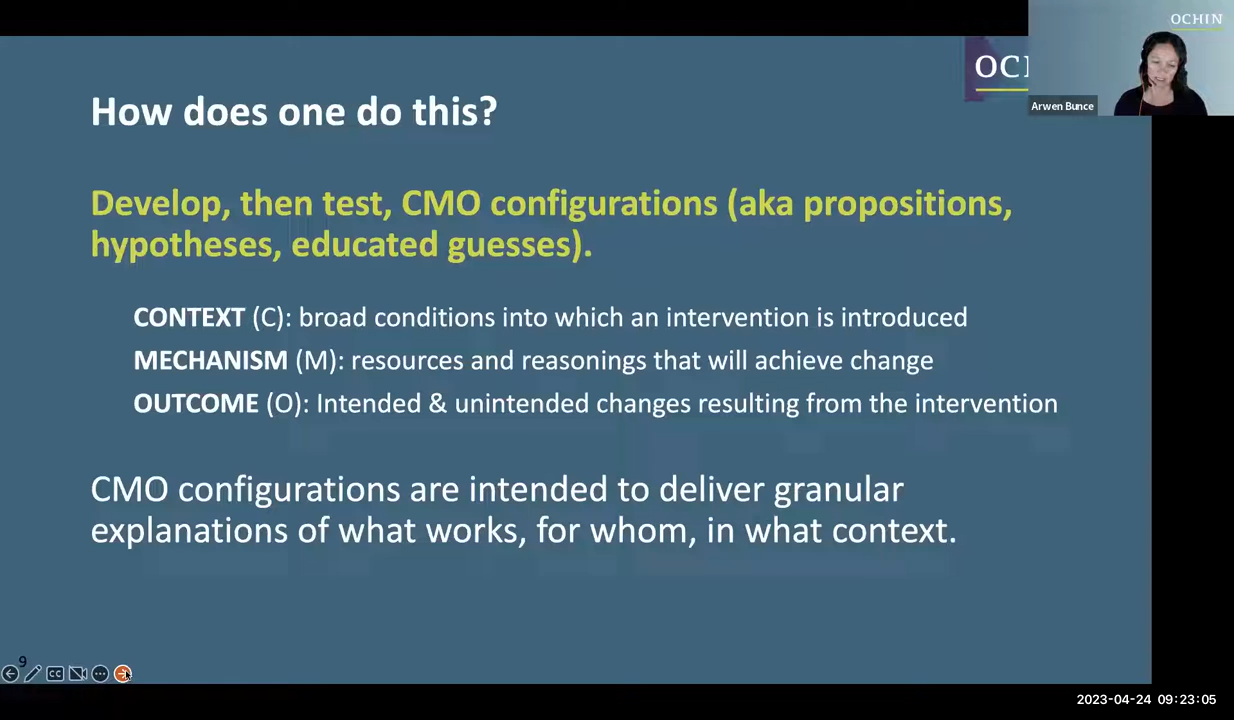 OCHIN
OCHI
Arwen Bunce
How does one do this?
Develop, then test, CMO configurations (aka propositions,
hypotheses, educated guesses).
CONTEXT (C): broad conditions into which an intervention is introduced
MECHANISM (M): resources and reasonings that will achieve change
OUTCOME (O): Intended & unintended changes resulting from the intervention
CMO configurations are intended to deliver granular
explanations of what works, for whom, in what context.
9
CC
2023-04-24 09:23:05